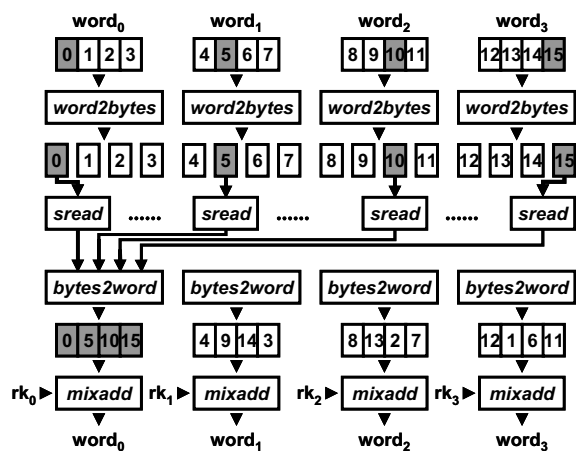 word0 word1 word2 word3
0 1 2 3 4 5 6 7 8 9 10 11 12 13 14 15
word2bytes word2bytes word2bytes word2bytes
0 1 2 3 4 5 6 7 8 9 10 11 12 13 14 15
sread ...... sread ...... sread ...... sread
bytes2word bytes2word bytes2word bytes2word
0 5 10 15 4 9 14 3 8 13 2 7 12 1 6 11
rk0 mixadd rk1 mixadd rk2 mixadd rk3 mixadd
word0 word1 word2 word3